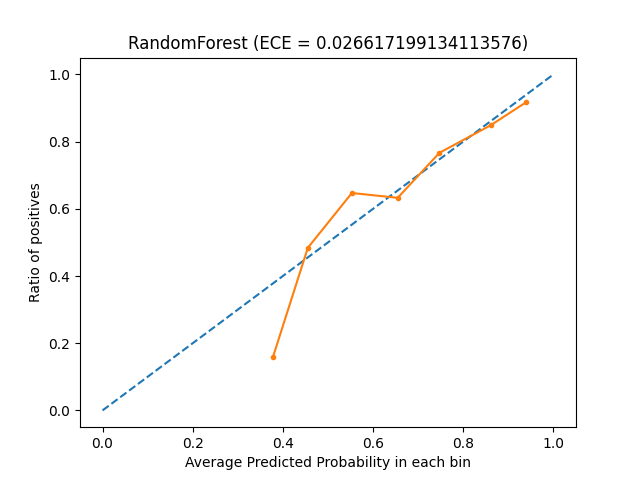 RandomForest (ECE = 0.026617199134113576)
1.0
0.8
0.6
0.4
0.2
0.0
Ratio of positives
0.0 0.2 0.4 0.6 0.8 1.0
Average Predicted Probability in each bin